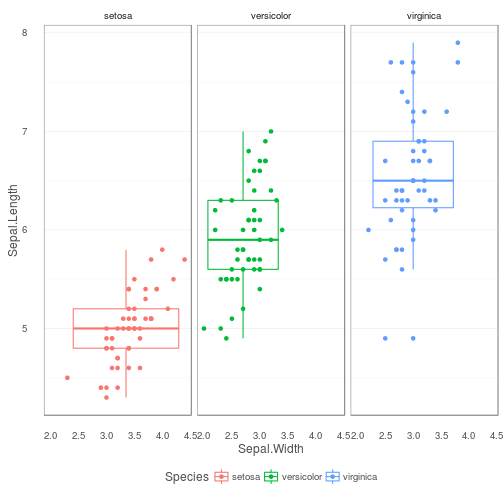 setosa versicolor virginica
8
7
6
5
Sepal.Length
2.0 2.5 3.0 3.5 4.0 4.5 2.0 2.5 3.0 3.5 4.0 4.5 2.0 2.5 3.0 3.5 4.0 4.5
Sepal.Width
Species setosa versicolor virginica